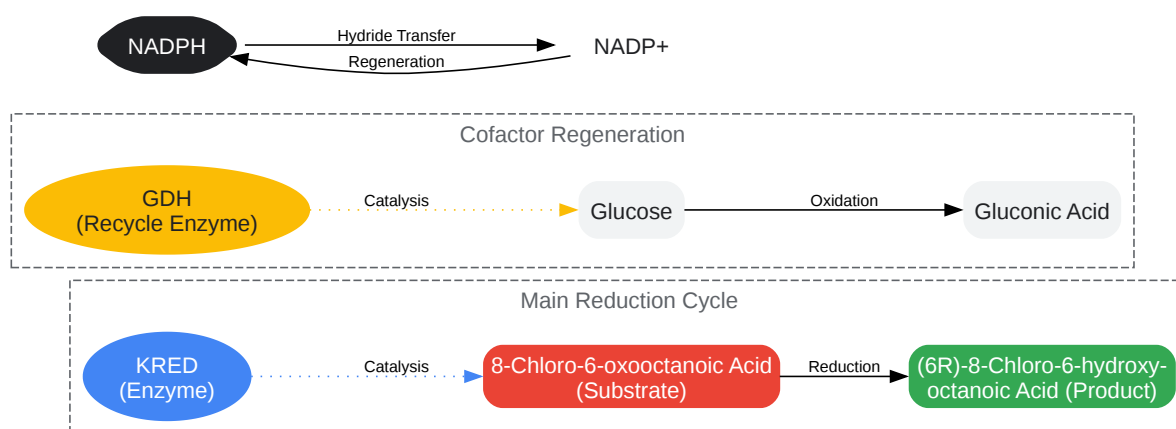 NADPH
Hydride Transfer
Regeneration
NADP+
Cofactor Regeneration
GDH
(Recycle Enzyme)
Catalysis
Glucose
Oxidation
Gluconic Acid
Main Reduction Cycle
KRED
(Enzyme)
Catalysis
8-Chloro-6-oxooctanoic Acid
(Substrate)
Reduction
(6R)-8-Chloro-6-hydroxy-
octanoic Acid (Product)